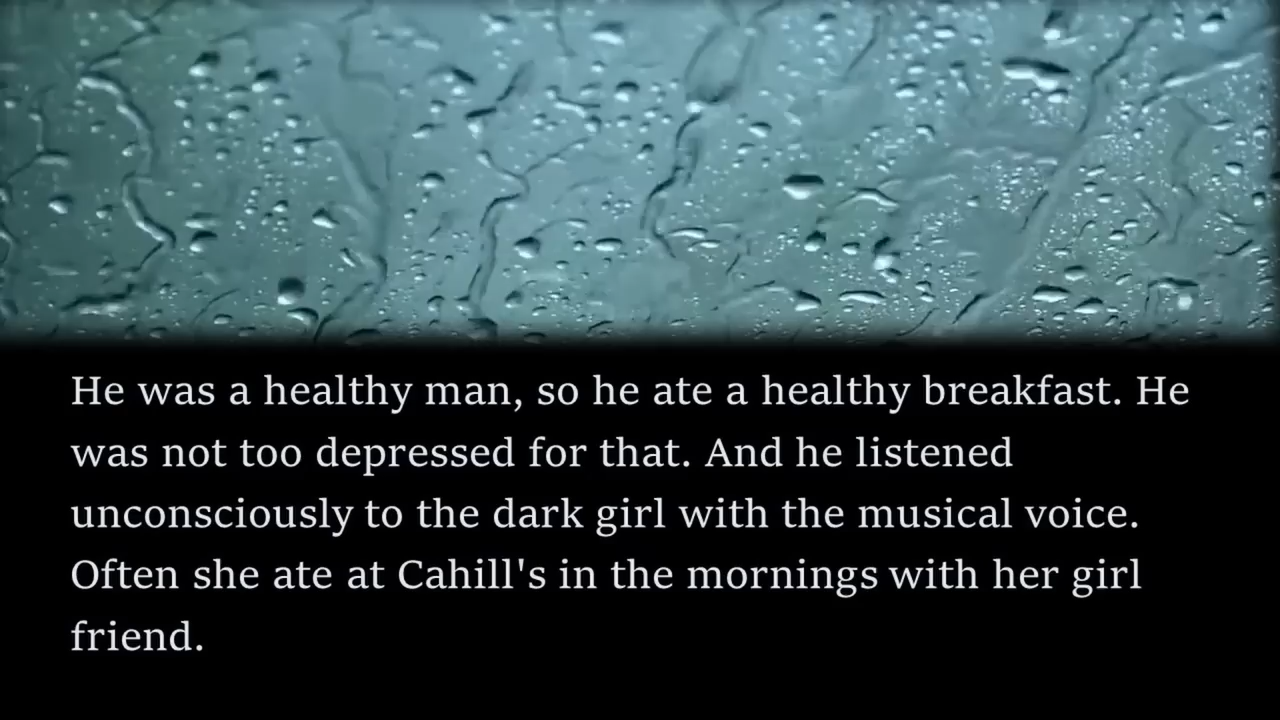 He was a healthy man, so he ate a healthy breakfast. He
was not too depressed for that. And he listened
unconsciously to the dark girl with the musical voice.
Often she ate at Cahill's in the mornings with her girl
friend.